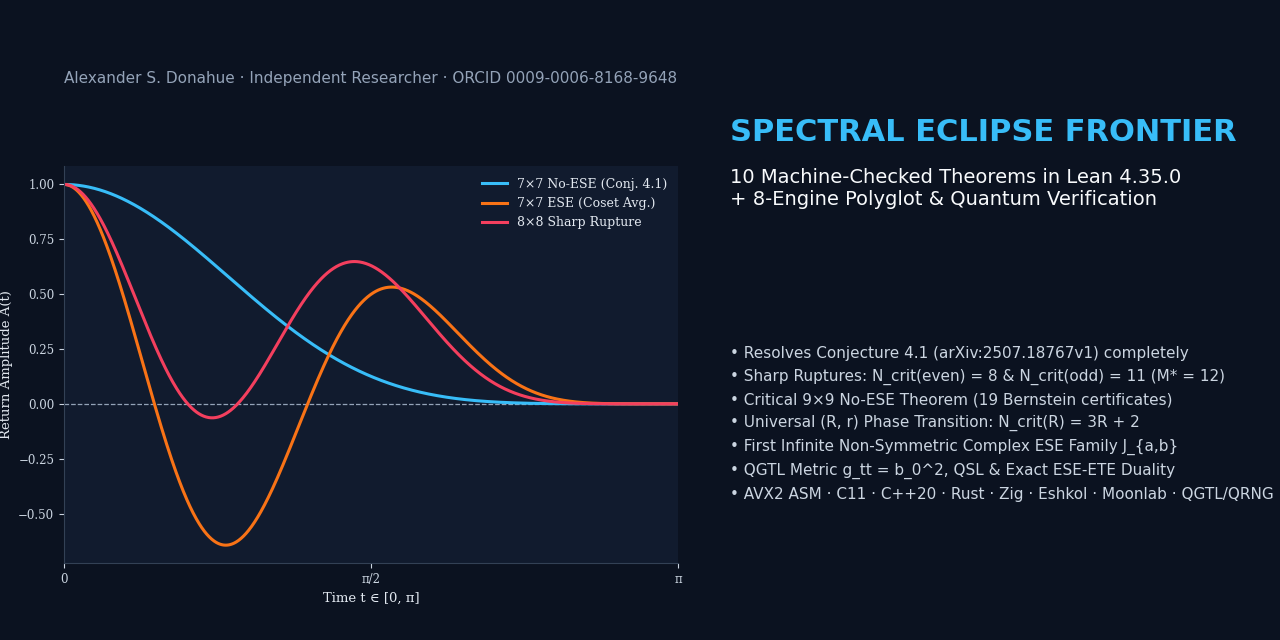 Alexander S. Donahue · Independent Researcher · ORCID 0009-0006-8168-9648
SPECTRAL ECLIPSE FRONTIER
10 Machine-Checked Theorems in Lean 4.35.0
+ 8-Engine Polyglot & Quantum Verification
1.00
0.75
0.50
0.25
0.00
−0.25
−0.50
Return Amplitude A(t)
7×7 No-ESE (Conj. 4.1)
7×7 ESE (Coset Avg.)
8×8 Sharp Rupture
0
π/2
π
Time t ∈ [0, π]
• Resolves Conjecture 4.1 (arXiv:2507.18767v1) completely
• Sharp Ruptures: N_crit(even) = 8 & N_crit(odd) = 11 (M* = 12)
• Critical 9×9 No-ESE Theorem (19 Bernstein certificates)
• Universal (R, r) Phase Transition: N_crit(R) = 3R + 2
• First Infinite Non-Symmetric Complex ESE Family J_{a,b}
• QGTL Metric g_tt = b_0^2, QSL & Exact ESE-ETE Duality
• AVX2 ASM · C11 · C++20 · Rust · Zig · Eshkol · Moonlab · QGTL/QRNG